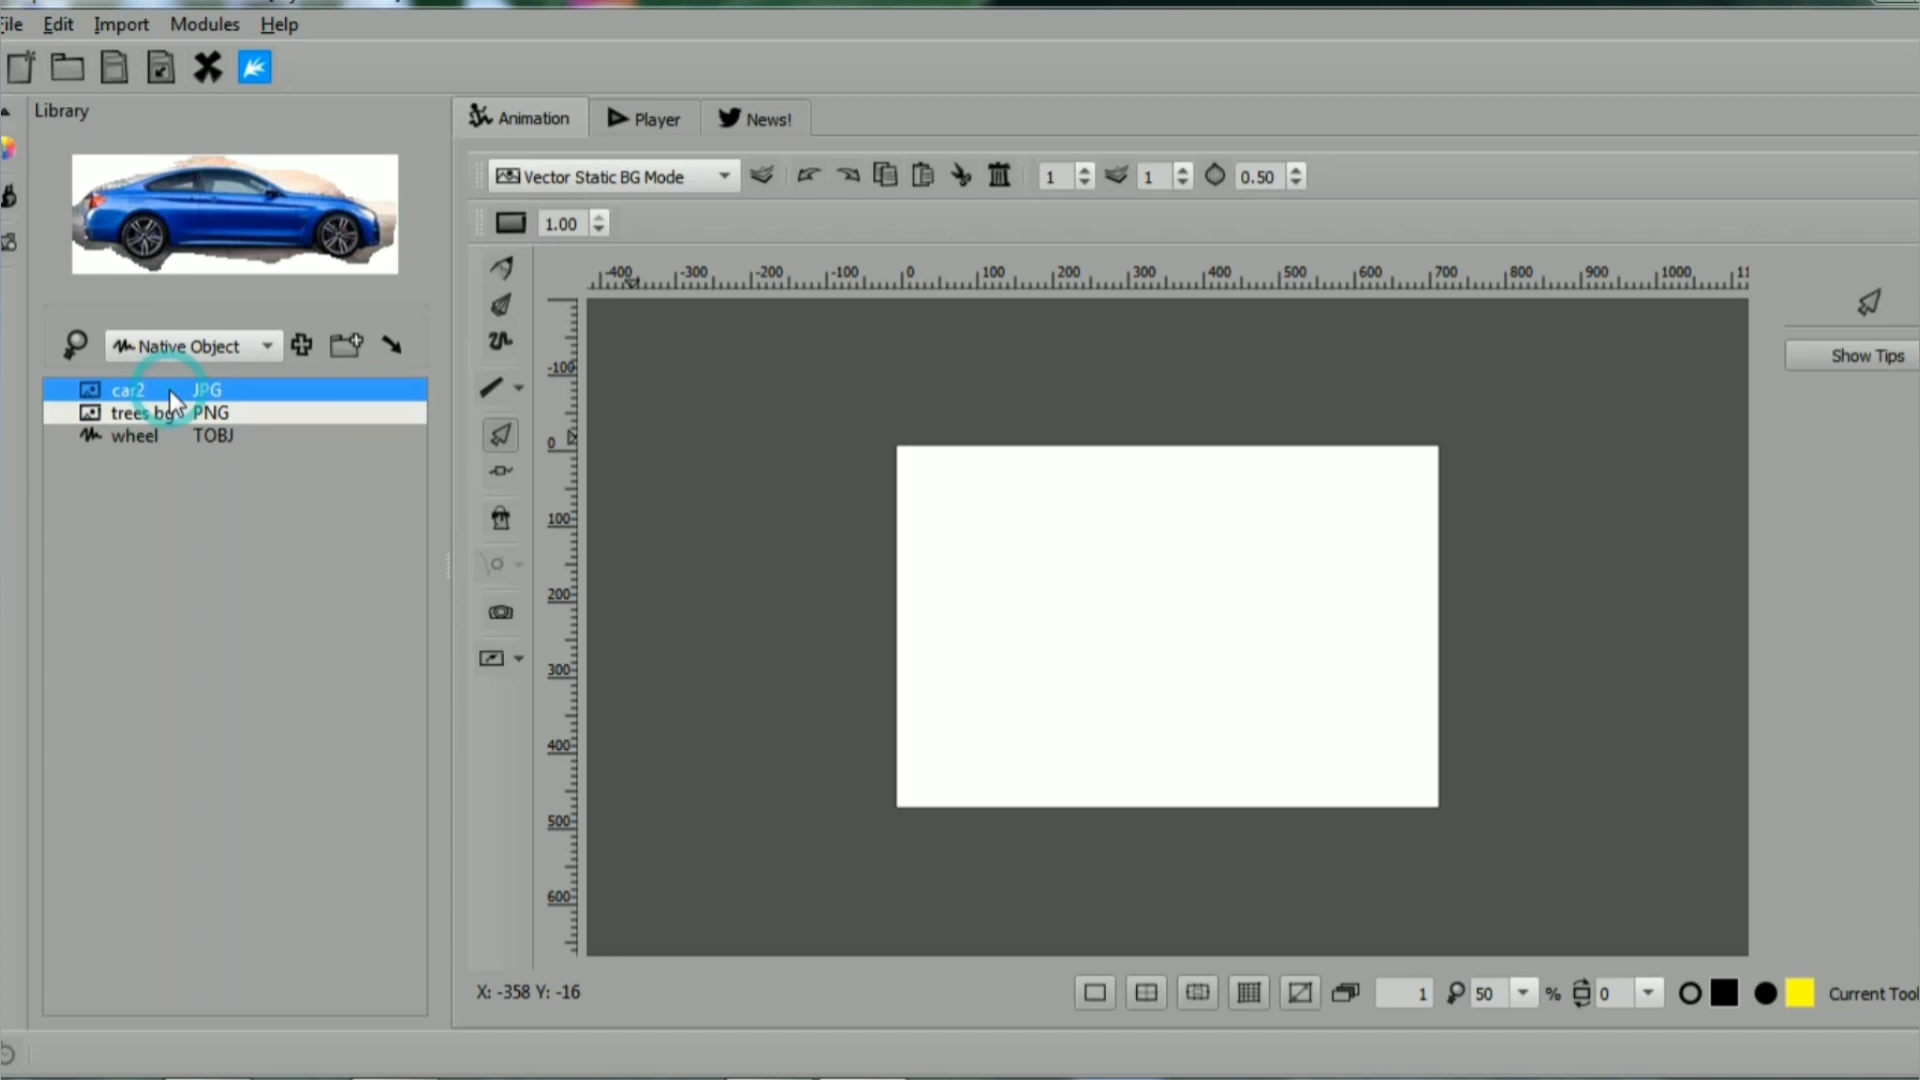 File Edit Import Modules Help
Library
Animation Player News!
Vector Static BG Mode 1 1 0.50
1.00
-400 -300 -200 -100 0 100 200 300 400 500 600 700 800 900 1000 11
Native Object
Show Tips
car2 JPG
trees bg PNG
wheel TOBJ
-100
0
100
200
300
400
500
600
X: -358 Y: -16 1 50 % 0 Current Tool